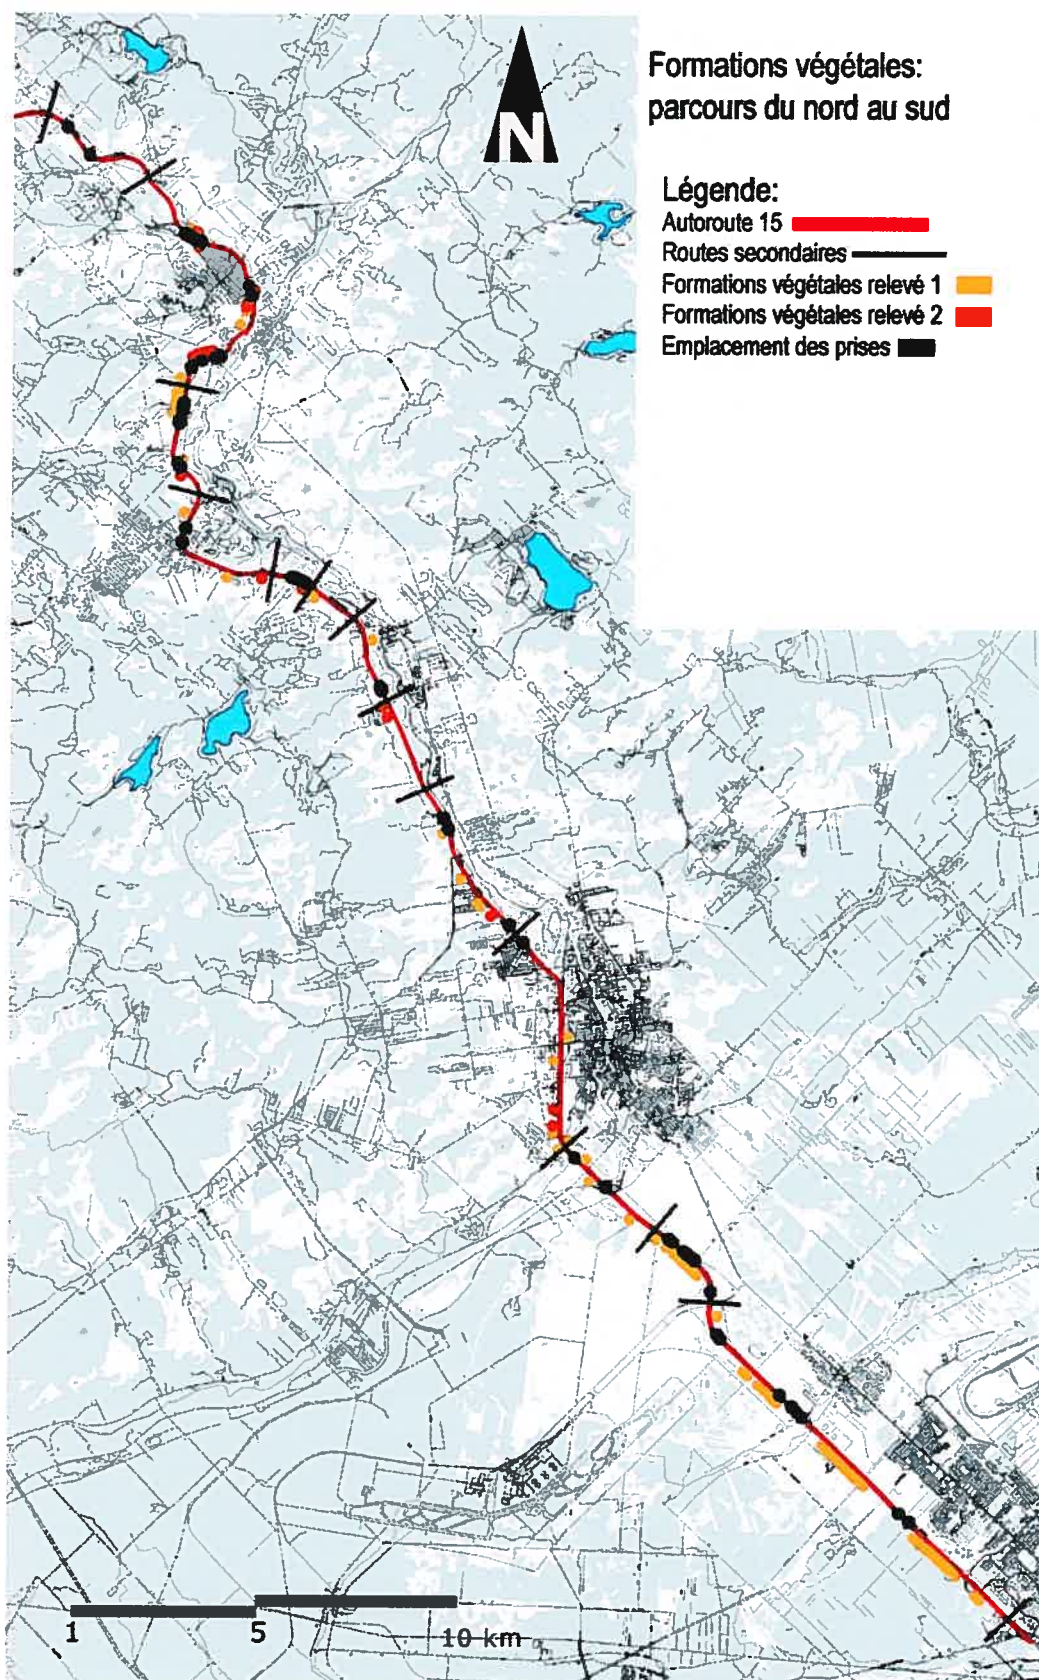 N
Formations végétales:
parcours du nord au sud
Légende:
Autoroute 15
Routes secondaires
Formations végétales relevé 1
Formations végétales relevé 2
Emplacement des prises
1 5 10 km